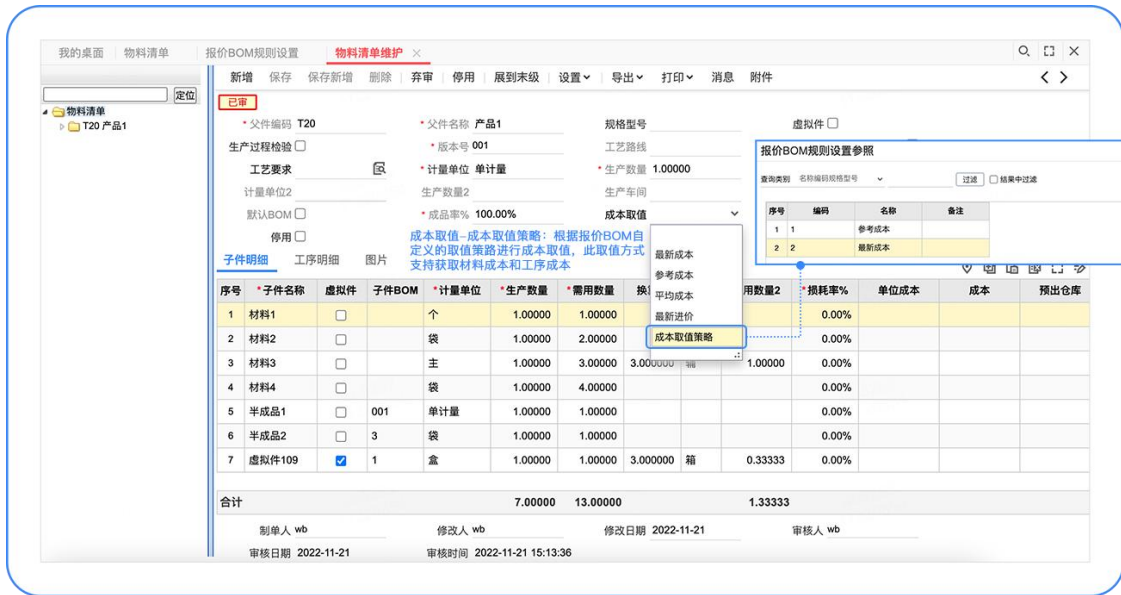 我的桌面 物料清单 报价BOM规则设置 物料清单维护
新增 保存 保存新增 删除 弃审 停用 展到末级 设置 导出 打印 消息 附件
定位
物料清单
T20 产品1
已审
*父件编码 T20 *父件名称 产品1 规格型号 虚拟件
生产过程检验 *版本号 001 工艺路线
工艺要求 *计量单位 单计量 *生产数量 1.00000
计量单位2 生产数量2 生产车间
默认BOM *成品率% 100.00% 成本取值
停用
成本取值–成本取值策略：根据报价BOM自
定义的取值策略进行成本取值，此取值方式
支持获取材料成本和工序成本
最新成本
参考成本
平均成本
最新进价
成本取值策略
报价BOM规则设置参照
查询类别 名称编码规格型号 过滤 结果中过滤
序号 编码 名称 备注
1 1 参考成本
2 2 最新成本
子件明细 工序明细 图片
序号 *子件名称 虚拟件 子件BOM *计量单位 *生产数量 *需用数量 换 用数量2 *损耗率% 单位成本 成本 预出仓库
1 材料1 个 1.00000 1.00000 0.00%
2 材料2 袋 1.00000 2.00000 0.00%
3 材料3 主 1.00000 3.00000 3.000000 箱 1.00000 0.00%
4 材料4 袋 1.00000 4.00000 0.00%
5 半成品1 001 单计量 1.00000 1.00000 0.00%
6 半成品2 3 袋 1.00000 1.00000 0.00%
7 虚拟件109 1 盒 1.00000 1.00000 3.000000 箱 0.33333 0.00%
合计 7.00000 13.00000 1.33333
制单人 wb 修改人 wb 修改日期 2022-11-21 审核人 wb
审核日期 2022-11-21 审核时间 2022-11-21 15:13:36